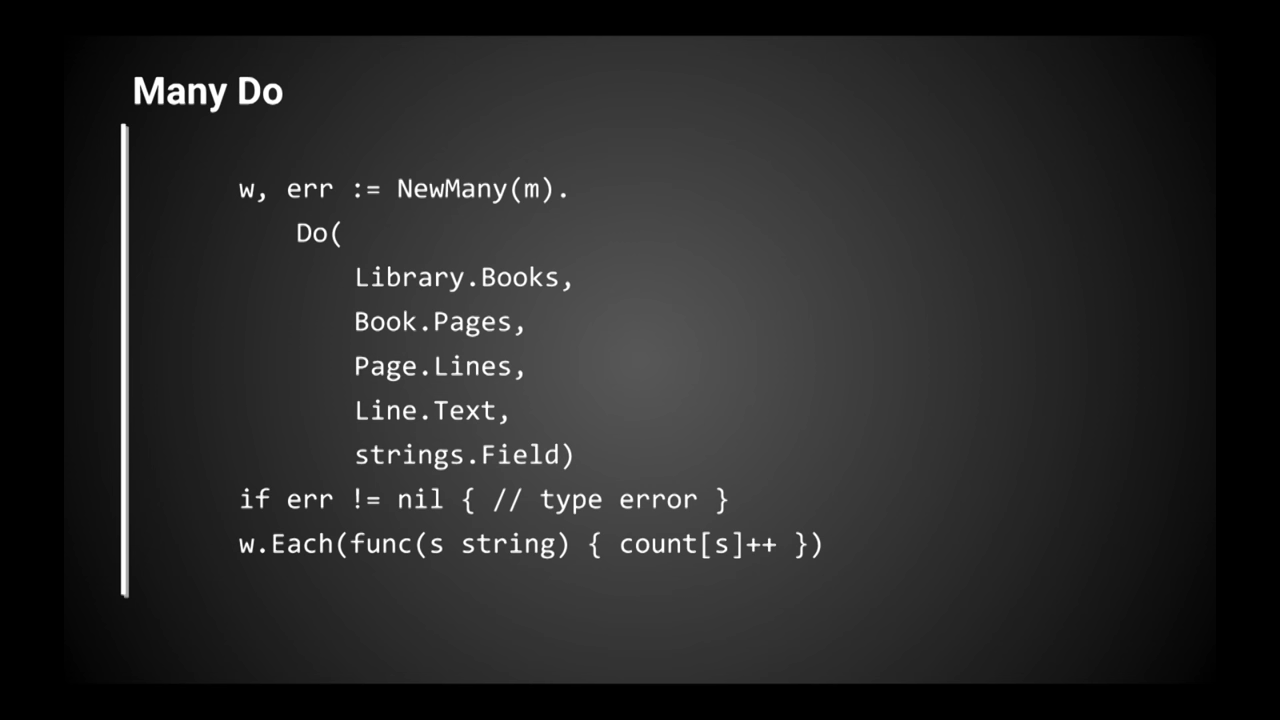 Many Do
w, err := NewMany(m).
Do(
Library.Books,
Book.Pages,
Page.Lines,
Line.Text,
strings.Field)
if err != nil { // type error }
w.Each(func(s string) { count[s]++ })